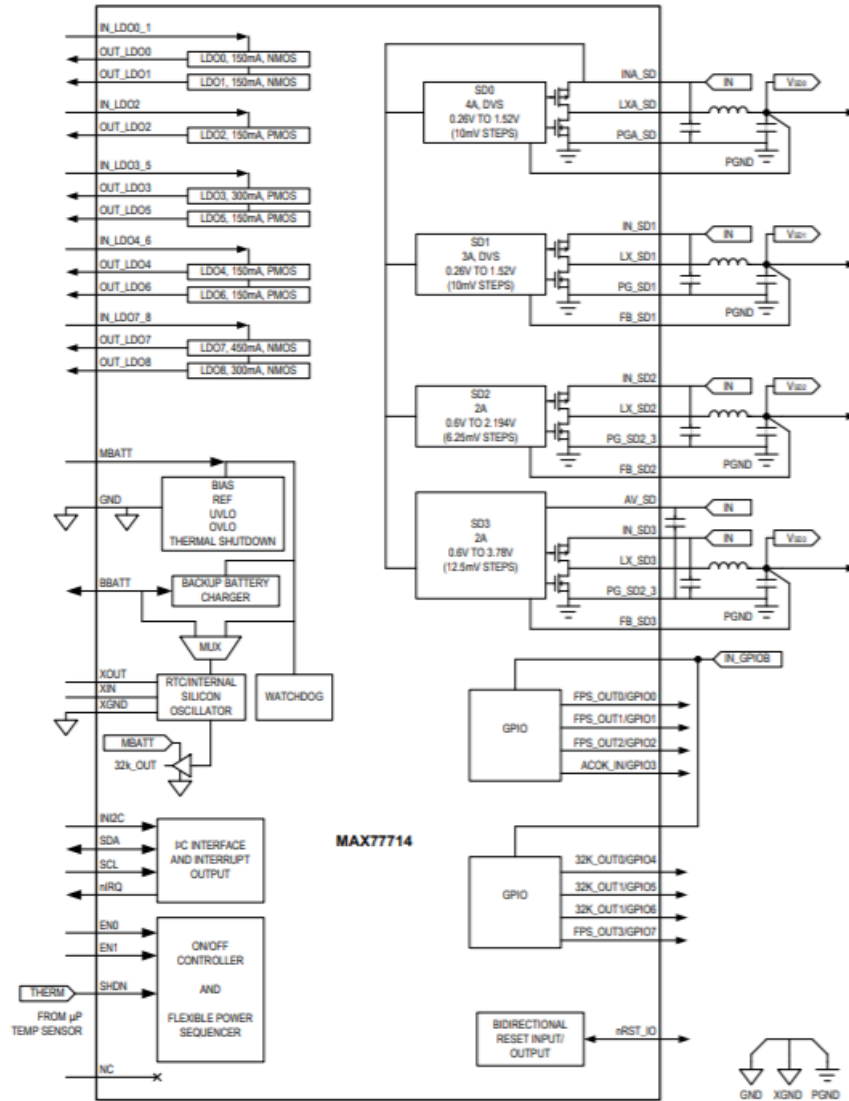 IN_LDO0_1
OUT_LDO0
LDO0, 150mA, NMOS
OUT_LDO1
LDO1, 150mA, NMOS
IN_LDO2
OUT_LDO2
LDO2, 150mA, PMOS
IN_LDO3_5
OUT_LDO3
LDO3, 300mA, PMOS
OUT_LDO5
LDO5, 150mA, PMOS
IN_LDO4_6
OUT_LDO4
LDO4, 150mA, PMOS
OUT_LDO6
LDO6, 150mA, PMOS
IN_LDO7_8
OUT_LDO7
LDO7, 450mA, NMOS
OUT_LDO8
LDO8, 300mA, NMOS
MBATT
GND
BIAS
REF
UVLO
OVLO
THERMAL SHUTDOWN
BBATT
BACKUP BATTERY
CHARGER
MUX
XOUT
XIN
XGND
RTC/INTERNAL
SILICON
OSCILLATOR
WATCHDOG
MBATT
32k_OUT
INI2C
SDA
SCL
nIRQ
I²C INTERFACE
AND INTERRUPT
OUTPUT
EN0
EN1
SHDN
THERM
FROM µP
TEMP SENSOR
ON/OFF
CONTROLLER
AND
FLEXIBLE POWER
SEQUENCER
NC
MAX77714
SD0
4A, DVS
0.26V TO 1.52V
(10mV STEPS)
INA_SD
LXA_SD
PGA_SD
IN
VSD0
PGND
SD1
3A, DVS
0.26V TO 1.52V
(10mV STEPS)
IN_SD1
LX_SD1
PG_SD1
FB_SD1
IN
VSD1
PGND
SD2
2A
0.6V TO 2.194V
(6.25mV STEPS)
IN_SD2
LX_SD2
PG_SD2_3
FB_SD2
IN
VSD2
PGND
SD3
2A
0.6V TO 3.78V
(12.5mV STEPS)
AV_SD
IN_SD3
LX_SD3
PG_SD2_3
FB_SD3
IN
IN
PGND
IN_GPIOB
GPIO
FPS_OUT0/GPIO0
FPS_OUT1/GPIO1
FPS_OUT2/GPIO2
ACOK_IN/GPIO3
GPIO
32K_OUT0/GPIO4
32K_OUT1/GPIO5
32K_OUT1/GPIO6
FPS_OUT3/GPIO7
BIDIRECTIONAL
RESET INPUT/
OUTPUT
nRST_IO
GND
XGND
PGND